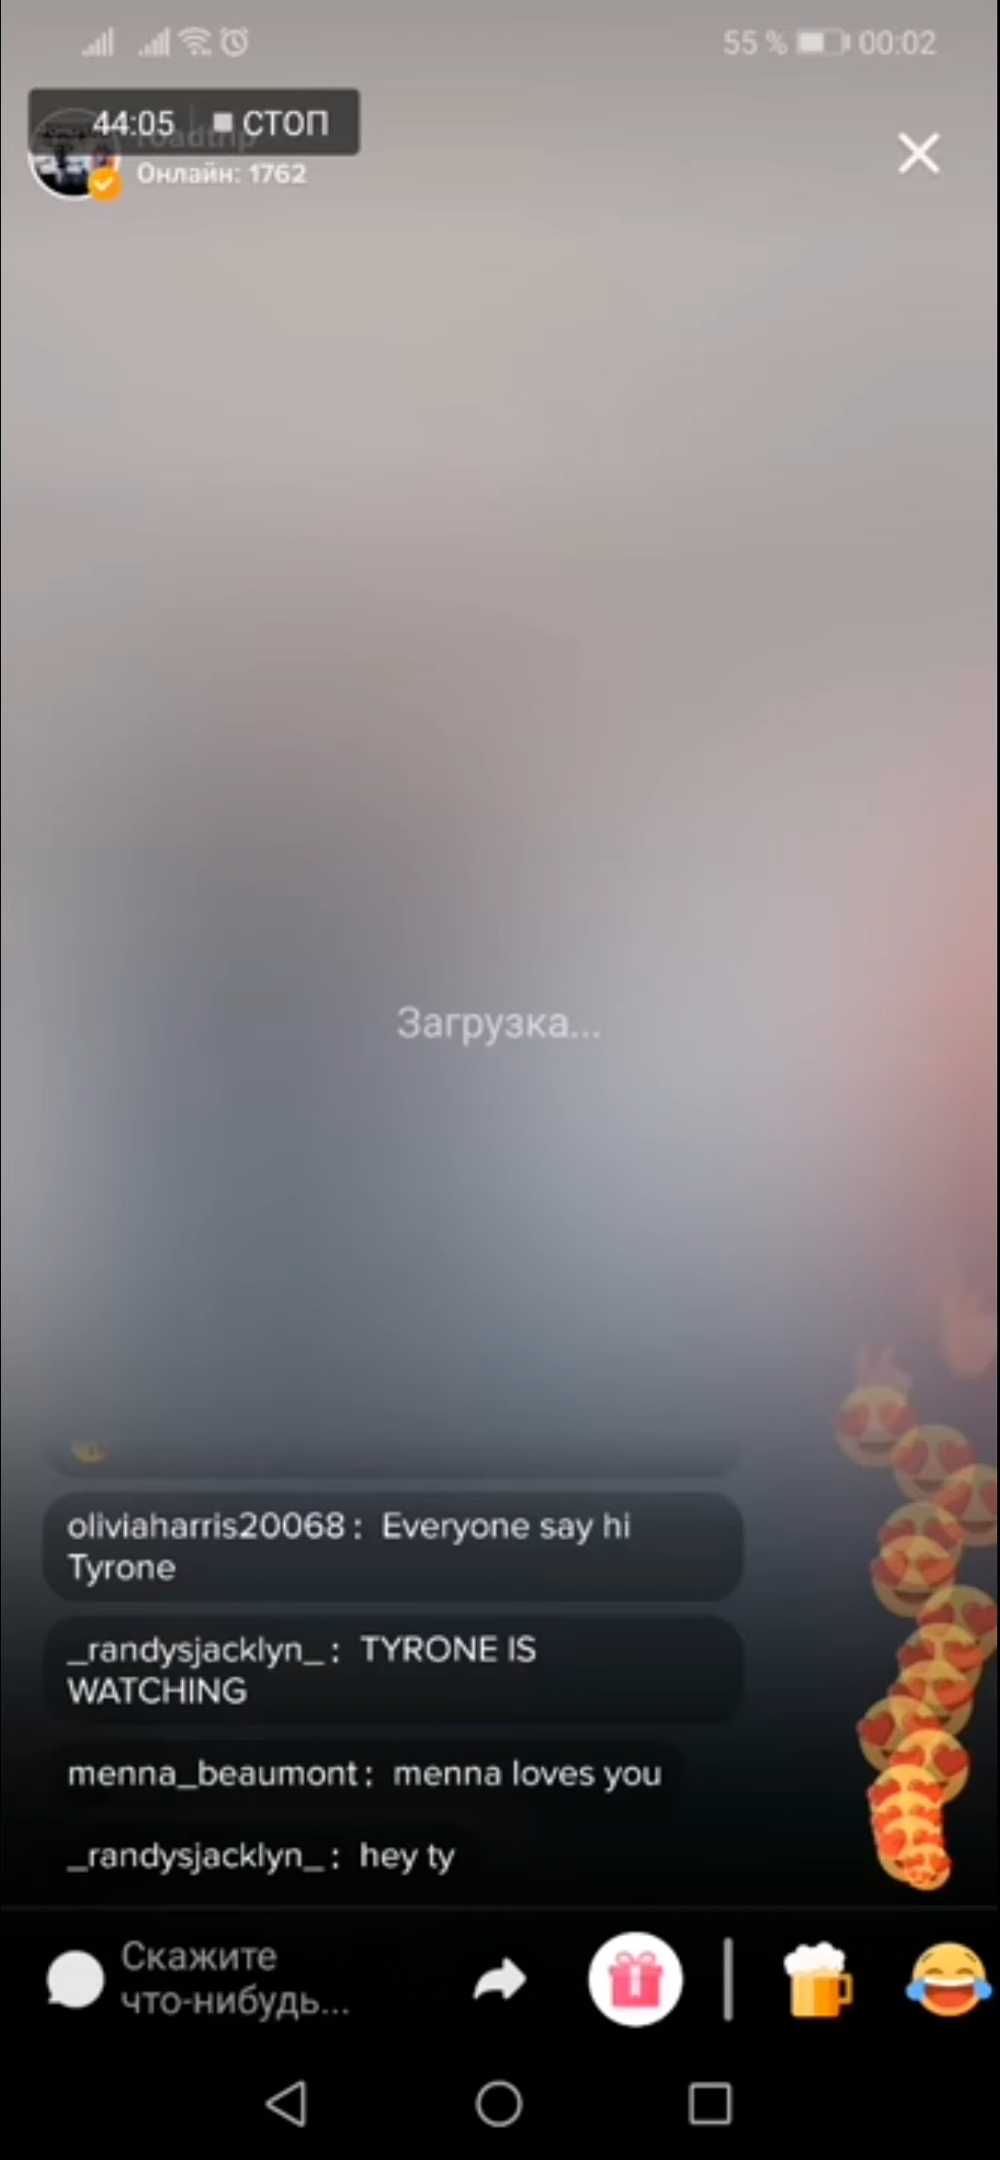 55 % 00:02
44:05 СТОП
roadtrip
Онлайн: 1762
Загрузка...
oliviaharris20068: Everyone say hi
Tyrone
_randysjacklyn_: TYRONE IS
WATCHING
menna_beaumont: menna loves you
_randysjacklyn_: hey ty
Скажите
что-нибудь...